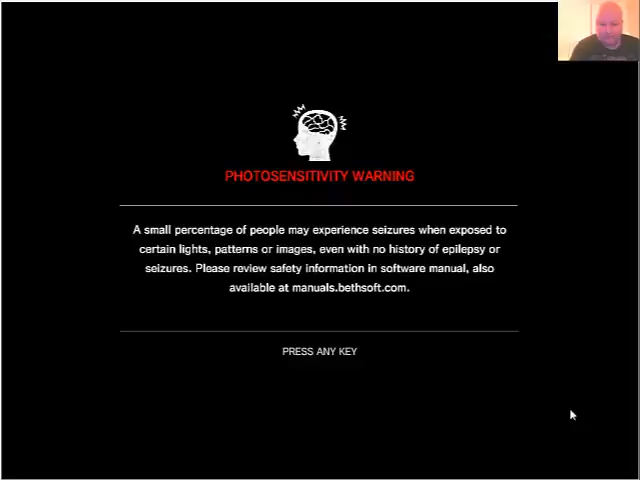 PHOTOSENSITIVITY WARNING
A small percentage of people may experience seizures when exposed to
certain lights, patterns or images, even with no history of epilepsy or
seizures. Please review safety information in software manual, also
available at manuals.bethsoft.com.
PRESS ANY KEY